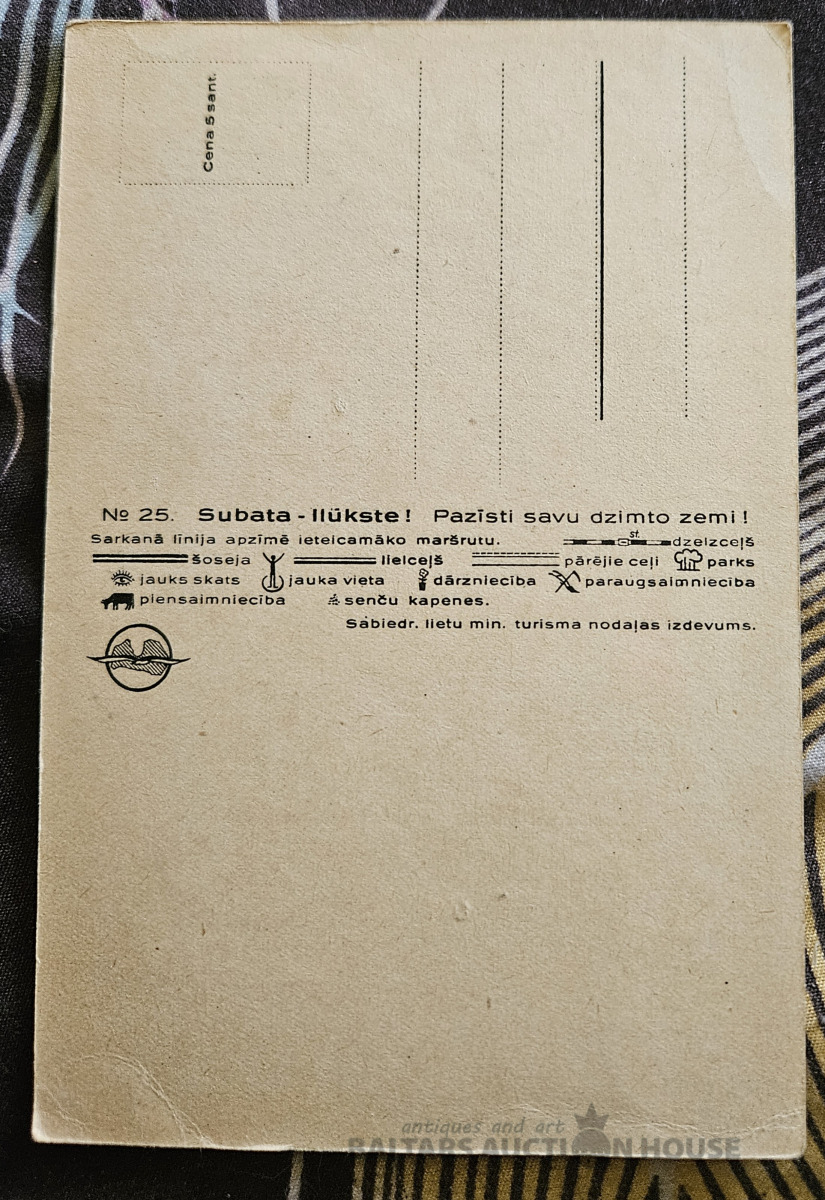 Cena 5 sant.
№ 25. Subata - Ilūkste! Pazīsti savu dzimto zemi!
Sarkanā līnija apzīmē ieteicamāko maršrutu. st. dzelzceļš
šoseja lielceļš pārējie ceļi parks
jauks skats jauka vieta dārzniecība paraugsaimniecība
piensaimniecība senču kapenes.
Sabiedr. lietu min. turisma nodaļas izdevums.
antiques and art
BALTARS AUCTION HOUSE